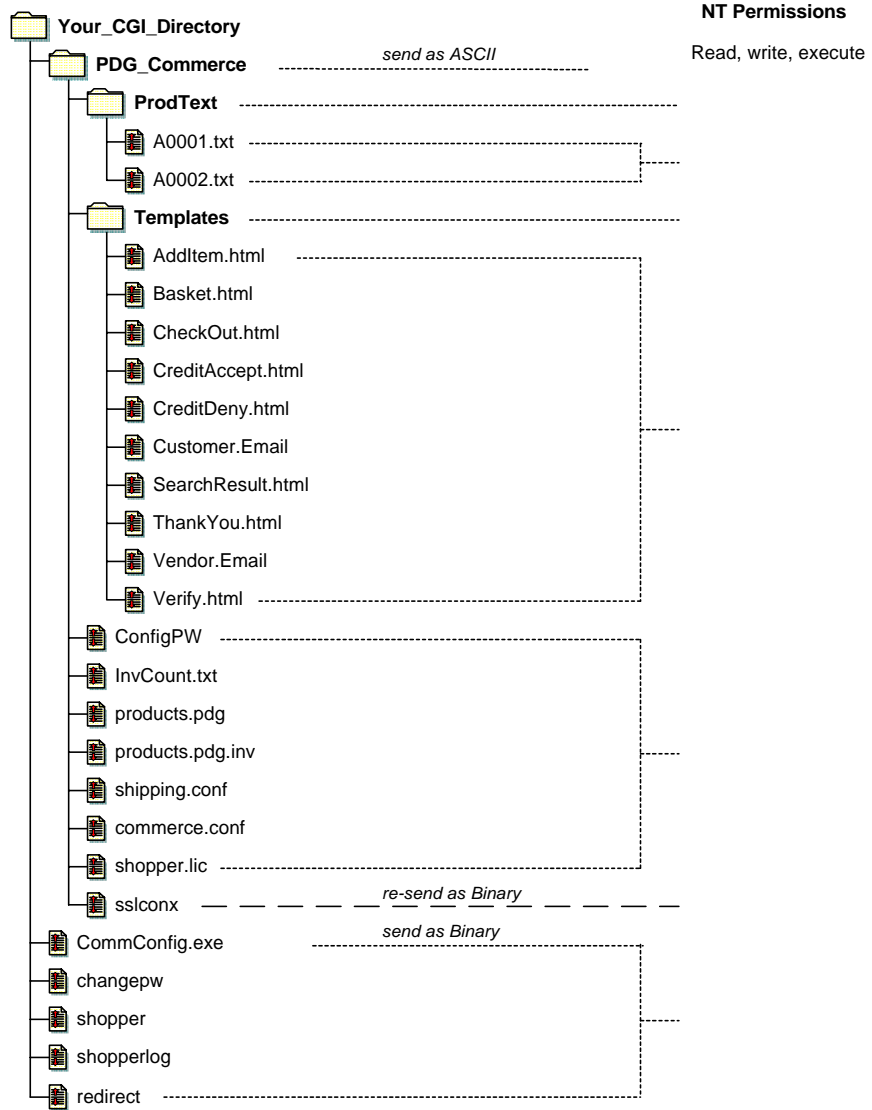 NT Permissions
Your_CGI_Directory
PDG_Commerce send as ASCII Read, write, execute
ProdText
A0001.txt
A0002.txt
Templates
AddItem.html
Basket.html
CheckOut.html
CreditAccept.html
CreditDeny.html
Customer.Email
SearchResult.html
ThankYou.html
Vendor.Email
Verify.html
ConfigPW
InvCount.txt
products.pdg
products.pdg.inv
shipping.conf
commerce.conf
shopper.lic
sslconx re-send as Binary
CommConfig.exe send as Binary
changepw
shopper
shopperlog
redirect